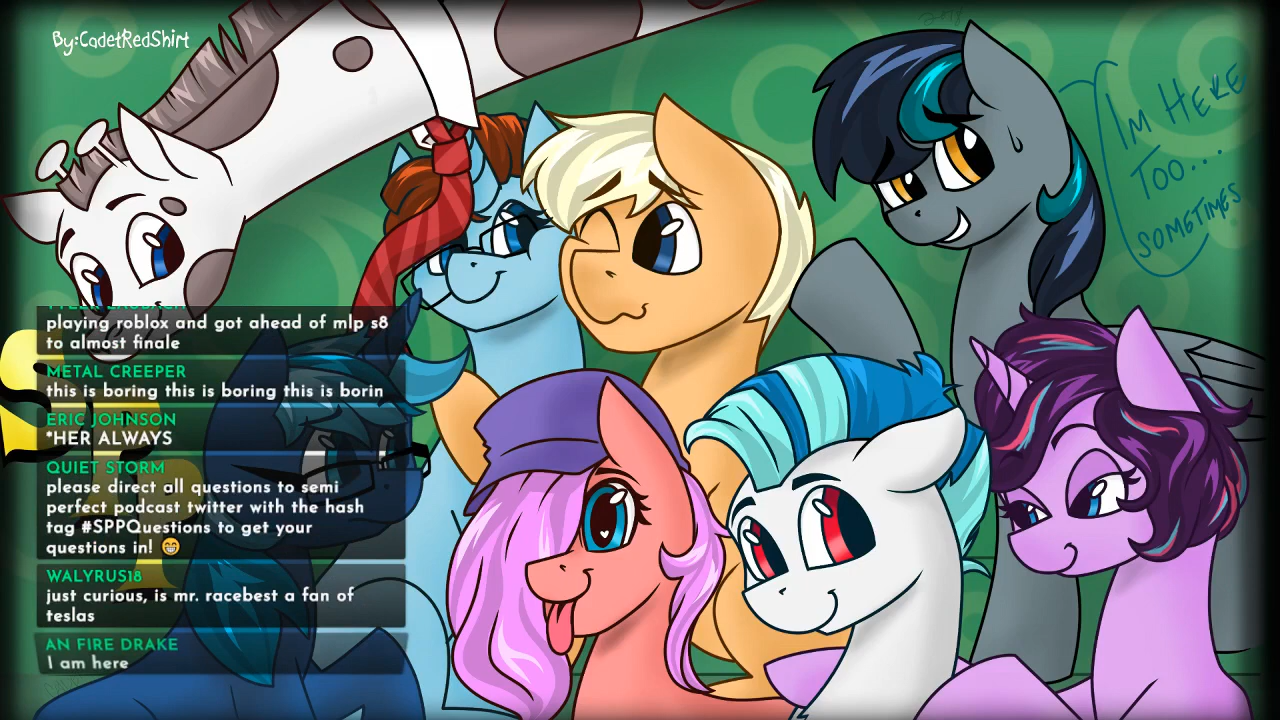 By:CadetRedShirt
I'M HERE
TOO...
SOMETIMES
playing roblox and got ahead of mlp s8
to almost finale
METAL CREEPER
this is boring this is boring this is borin
ERIC JOHNSON
*HER ALWAYS
QUIET STORM
please direct all questions to semi
perfect podcast twitter with the hash
tag #SPPQuestions to get your
questions in! 😁
WALYRUS18
just curious, is mr. racebest a fan of
teslas
AN FIRE DRAKE
I am here